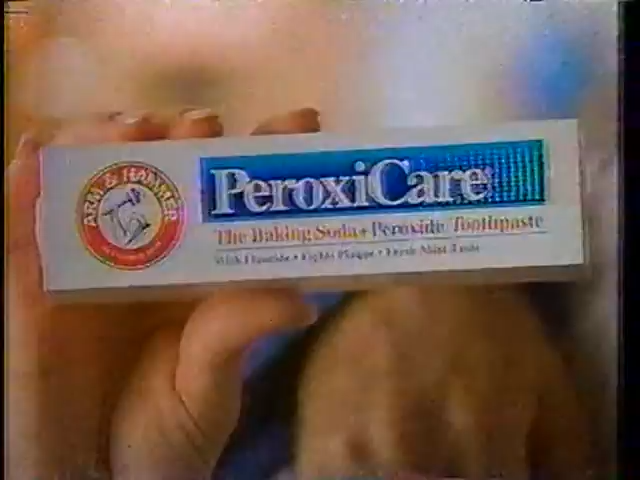 ARM & HAMMER
PeroxiCare
The Baking Soda + Peroxide Toothpaste
With Fluoride • Fights Plaque • Fresh Mint Taste